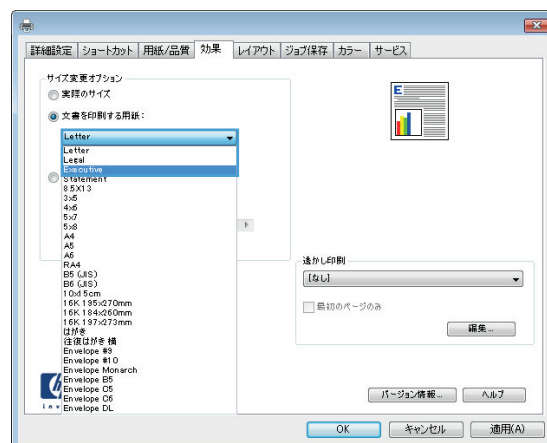 詳細設定 ショートカット 用紙/品質 効果 レイアウト ジョブ保存 カラー サービス
サイズ変更オプション
実際のサイズ
文書を印刷する用紙:
Letter
Letter
Legal
Executive
Statement
8.5X13
3x5
4x6
5x7
5x8
A4
A5
A6
RA4
B5 (JIS)
B6 (JIS)
10x15cm
16K 195x270mm
16K 184x260mm
16K 197x273mm
はがき
往復はがき 横
Envelope #9
Envelope #10
Envelope Monarch
Envelope B5
Envelope C5
Envelope C6
Envelope DL
E
透かし印刷
[なし]
最初のページのみ
編集...
バージョン情報... ヘルプ
OK キャンセル 適用(A)